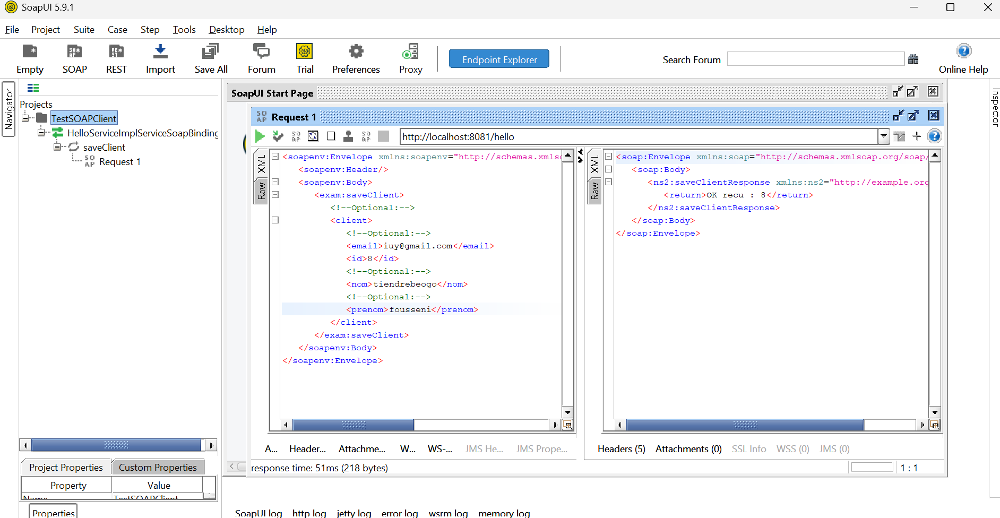 SoapUI 5.9.1
File Project Suite Case Step Tools Desktop Help
Empty SOAP REST Import Save All Forum Trial Preferences Proxy Endpoint Explorer Search Forum Online Help
Navigator
Projects
TestSOAPClient
HelloServiceImplServiceSoapBinding
saveClient
Request 1
SoapUI Start Page
Request 1
http://localhost:8081/hello
XML
Raw
<soapenv:Envelope xmlns:soapenv="http://schemas.xmlso
<soapenv:Header/>
<soapenv:Body>
<exam:saveClient>
<!--Optional:-->
<client>
<!--Optional:-->
<email>iuy@gmail.com</email>
<id>8</id>
<!--Optional:-->
<nom>tiendrebeogo</nom>
<!--Optional:-->
<prenom>fousseni</prenom>
</client>
</exam:saveClient>
</soapenv:Body>
</soapenv:Envelope>
XML
Raw
<soap:Envelope xmlns:soap="http://schemas.xmlsoap.org/soap/
<soap:Body>
<ns2:saveClientResponse xmlns:ns2="http://example.org
<return>OK recu : 8</return>
</ns2:saveClientResponse>
</soap:Body>
</soap:Envelope>
Inspector
A... Header... Attachme... W... WS-... JMS He... JMS Prope...
Headers (5) Attachments (0) SSL Info WSS (0) JMS (0)
response time: 51ms (218 bytes)
1 : 1
Project Properties Custom Properties
Property Value
Name TestSOAPClient
Properties
SoapUI log http log jetty log error log wsrm log memory log